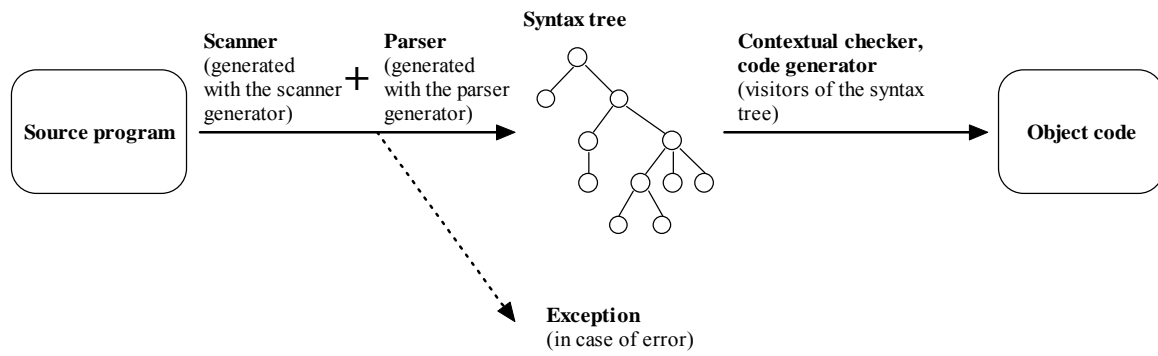 Syntax tree
Scanner
(generated
with the scanner
generator)
+
Parser
(generated
with the parser
generator)
Contextual checker,
code generator
(visitors of the syntax
tree)
Source program
Object code
Exception
(in case of error)